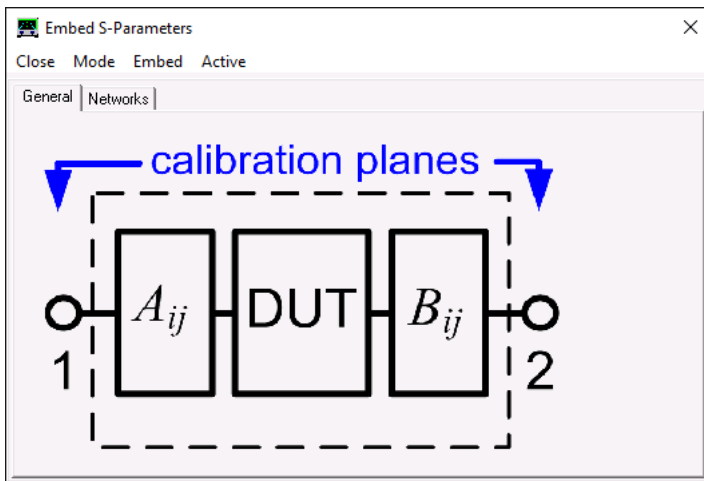 Embed S-Parameters
Close Mode Embed Active
General Networks
calibration planes
Aij DUT Bij
1 2